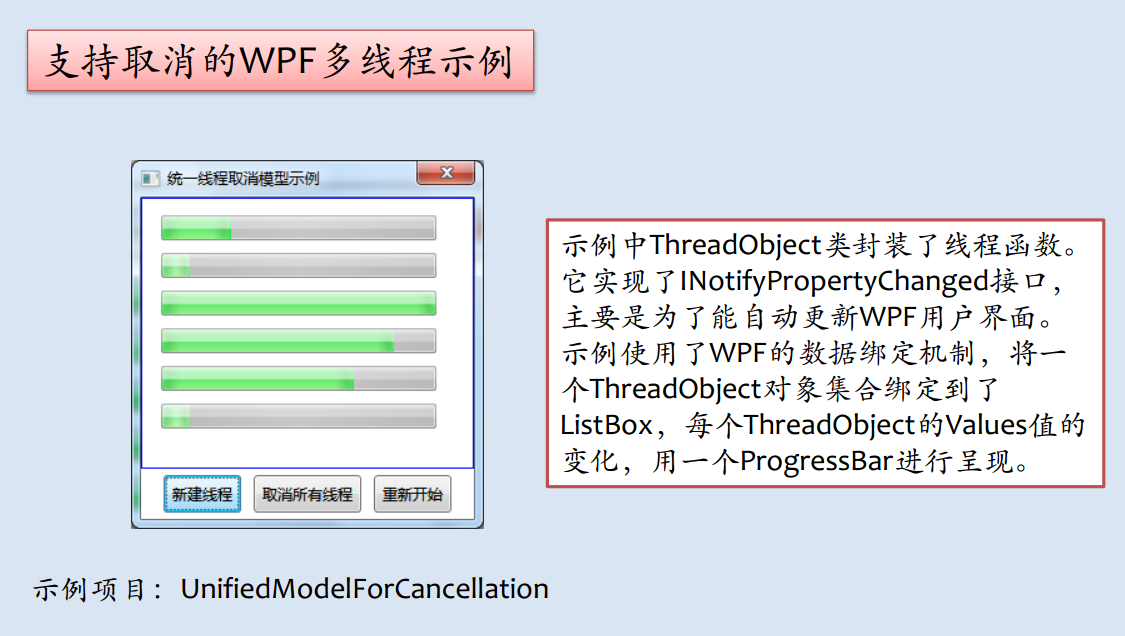 支持取消的WPF多线程示例
统一线程取消模型示例
新建线程 取消所有线程 重新开始
示例中ThreadObject类封装了线程函数。
它实现了INotifyPropertyChanged接口，
主要是为了能自动更新WPF用户界面。
示例使用了WPF的数据绑定机制，将一
个ThreadObject对象集合绑定到了
ListBox，每个ThreadObject的Values值的
变化，用一个ProgressBar进行呈现。
示例项目：UnifiedModelForCancellation